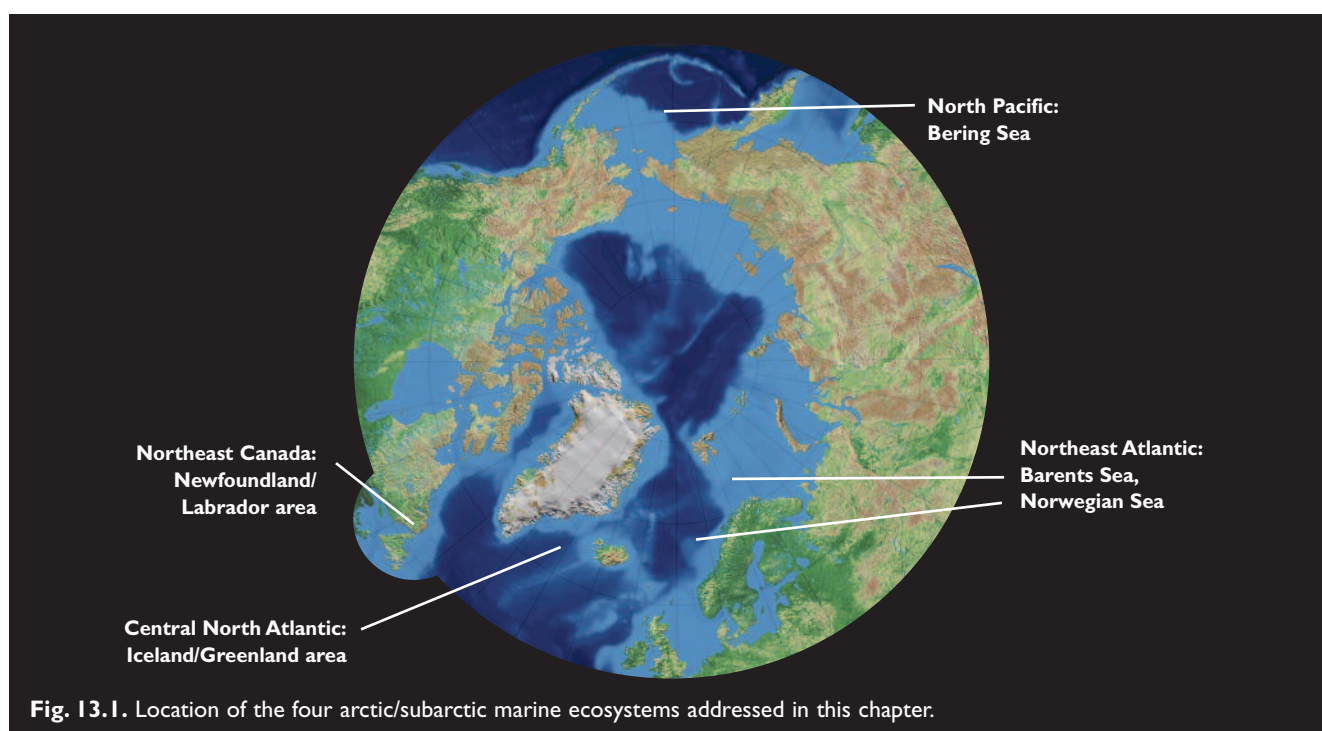 North Pacific:
Bering Sea
Northeast Canada:
Newfoundland/
Labrador area
Northeast Atlantic:
Barents Sea,
Norwegian Sea
Central North Atlantic:
Iceland/Greenland area
Fig. 13.1. Location of the four arctic/subarctic marine ecosystems addressed in this chapter.